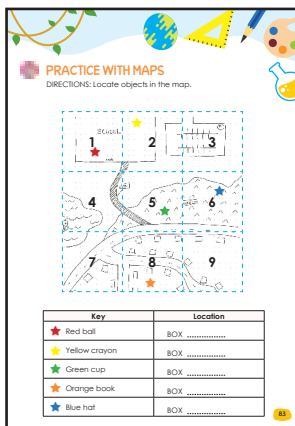 PRACTICE WITH MAPS
DIRECTIONS: Locate objects in the map.
SCHOOL
1 2 3
4 5 6
7 8 9
Key Location
Red ball BOX ................
Yellow crayon BOX ................
Green cup BOX ................
Orange book BOX ................
Blue hat BOX ................
83